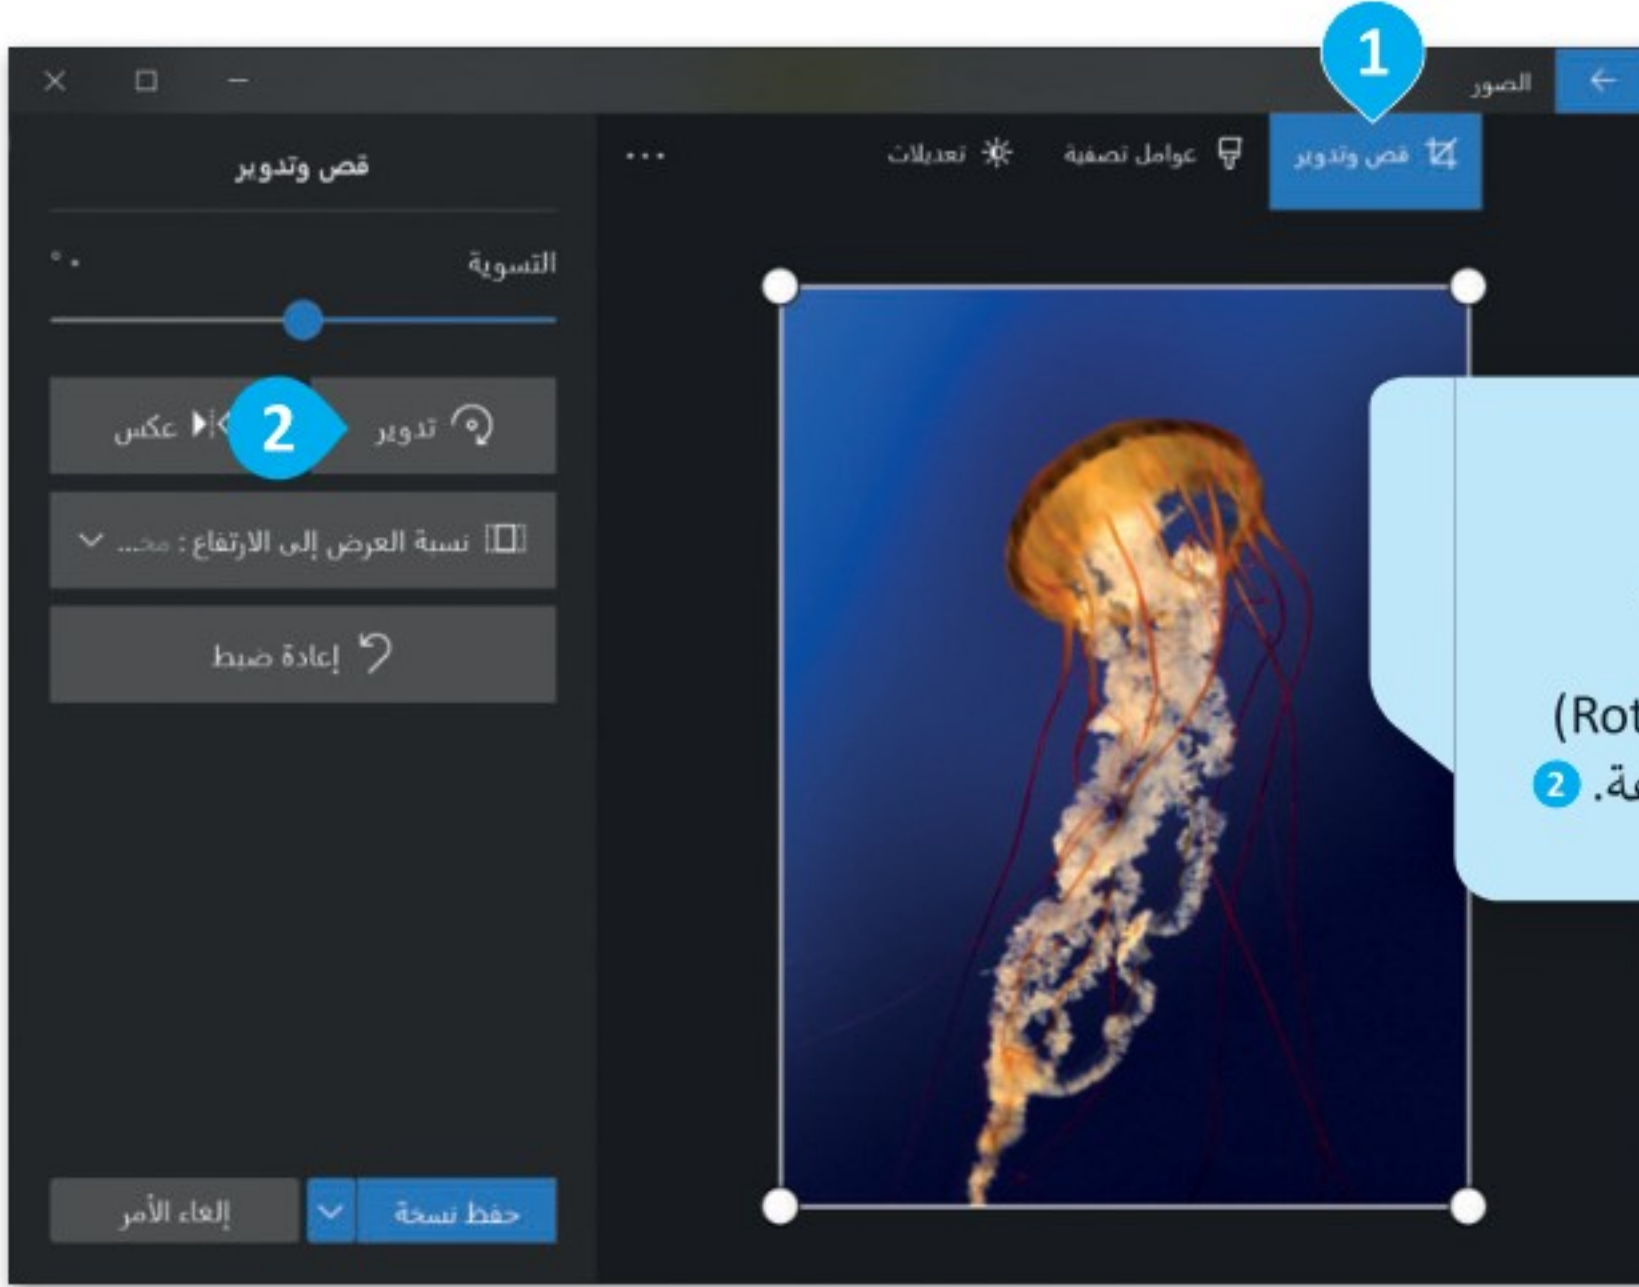 1
الصور
قص وتدوير
عوامل تصفية
تعديلات
قص وتدوير
التسوية
٠°
تدوير
2
عكس
نسبة العرض إلى الارتفاع : مخـ...
إعادة ضبط
(Rot
2
حفظ نسخة
إلغاء الأمر